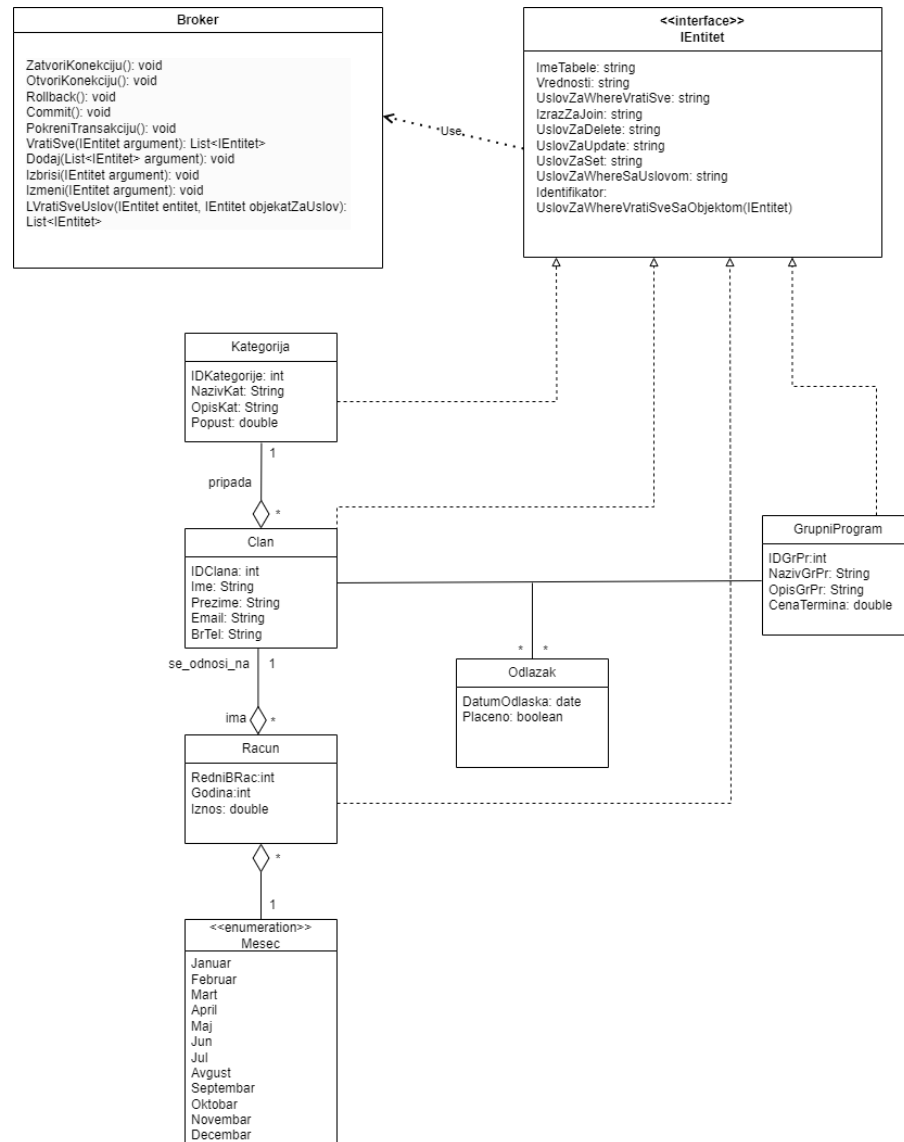 Broker
ZatvoriKonekciju(): void
OtvoriKonekciju(): void
Rollback(): void
Commit(): void
PokreniTransakciju(): void
VratiSve(IEntitet argument): List<IEntitet>
Dodaj(List<IEntitet> argument): void
Izbrisi(IEntitet argument): void
Izmeni(IEntitet argument): void
LVratiSveUslov(IEntitet entitet, IEntitet objekatZaUslov):
List<IEntitet>
Use
<<interface>>
IEntitet
ImeTabele: string
Vrednosti: string
UslovZaWhereVratiSve: string
IzrazZaJoin: string
UslovZaDelete: string
UslovZaUpdate: string
UslovZaSet: string
UslovZaWhereSaUslovom: string
Identifikator:
UslovZaWhereVratiSveSaObjektom(IEntitet)
Kategorija
IDKategorije: int
NazivKat: String
OpisKat: String
Popust: double
1
pripada
*
Clan
IDClana: int
Ime: String
Prezime: String
Email: String
BrTel: String
GrupniProgram
IDGrPr:int
NazivGrPr: String
OpisGrPr: String
CenaTermina: double
* *
Odlazak
DatumOdlaska: date
Placeno: boolean
se_odnosi_na 1
ima *
Racun
RedniBRac:int
Godina:int
Iznos: double
*
1
<<enumeration>>
Mesec
Januar
Februar
Mart
April
Maj
Jun
Jul
Avgust
Septembar
Oktobar
Novembar
Decembar